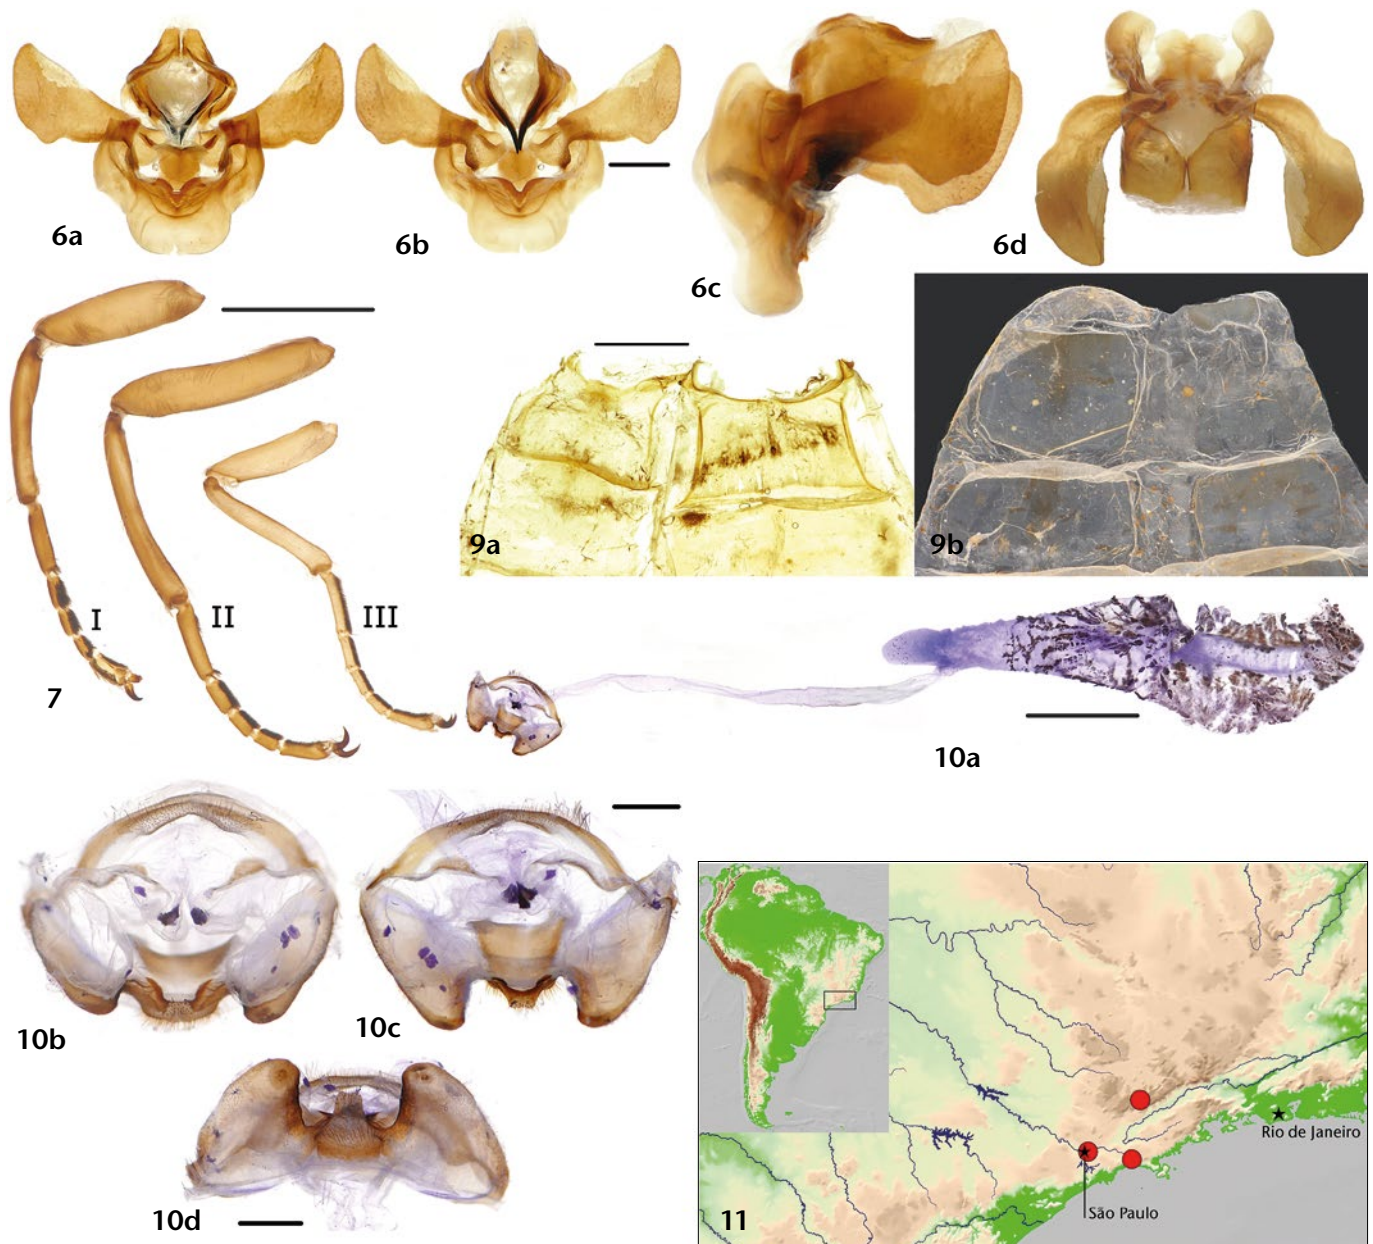 6a
6b
6c
6d
7
I
II
III
9a
9b
10a
10b
10c
10d
11
Rio de Janeiro
São Paulo